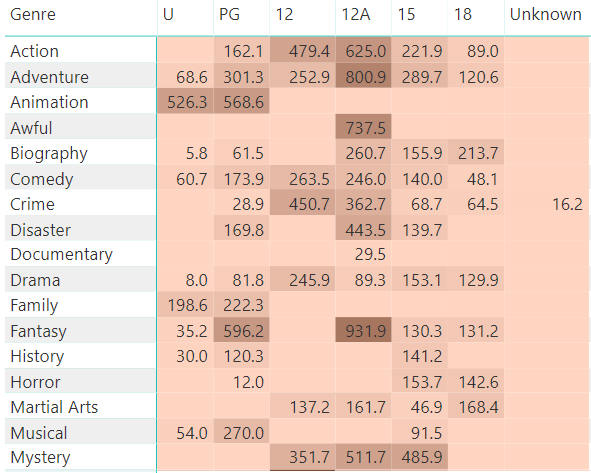 Genre U PG 12 12A 15 18 Unknown
Action 162.1 479.4 625.0 221.9 89.0
Adventure 68.6 301.3 252.9 800.9 289.7 120.6
Animation 526.3 568.6
Awful 737.5
Biography 5.8 61.5 260.7 155.9 213.7
Comedy 60.7 173.9 263.5 246.0 140.0 48.1
Crime 28.9 450.7 362.7 68.7 64.5 16.2
Disaster 169.8 443.5 139.7
Documentary 29.5
Drama 8.0 81.8 245.9 89.3 153.1 129.9
Family 198.6 222.3
Fantasy 35.2 596.2 931.9 130.3 131.2
History 30.0 120.3 141.2
Horror 12.0 153.7 142.6
Martial Arts 137.2 161.7 46.9 168.4
Musical 54.0 270.0 91.5
Mystery 351.7 511.7 485.9